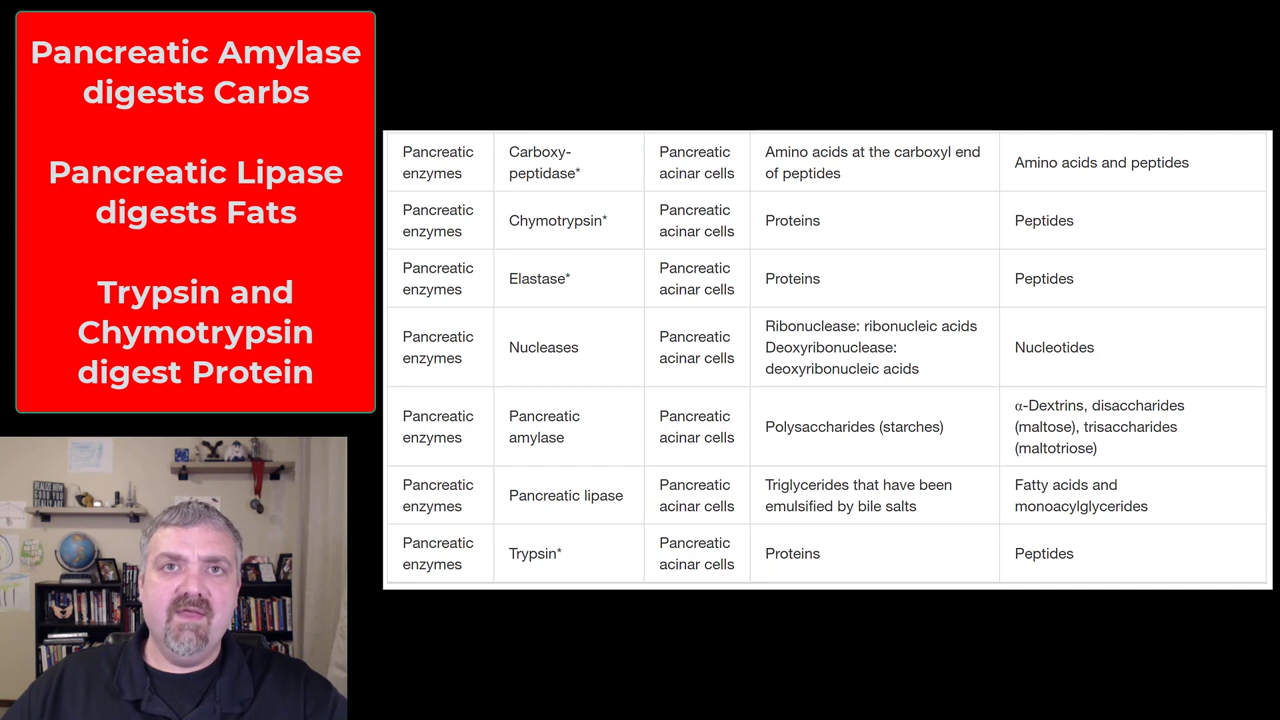 Pancreatic Amylase
digests Carbs
Pancreatic Lipase
digests Fats
Trypsin and
Chymotrypsin
digest Protein
Pancreatic
enzymes
Carboxy-
peptidase*
Pancreatic
acinar cells
Amino acids at the carboxyl end
of peptides
Amino acids and peptides
Pancreatic
enzymes
Chymotrypsin*
Pancreatic
acinar cells
Proteins
Peptides
Pancreatic
enzymes
Elastase*
Pancreatic
acinar cells
Proteins
Peptides
Pancreatic
enzymes
Nucleases
Pancreatic
acinar cells
Ribonuclease: ribonucleic acids
Deoxyribonuclease:
deoxyribonucleic acids
Nucleotides
Pancreatic
enzymes
Pancreatic
amylase
Pancreatic
acinar cells
Polysaccharides (starches)
α-Dextrins, disaccharides
(maltose), trisaccharides
(maltotriose)
Pancreatic
enzymes
Pancreatic lipase
Pancreatic
acinar cells
Triglycerides that have been
emulsified by bile salts
Fatty acids and
monoacylglycerides
Pancreatic
enzymes
Trypsin*
Pancreatic
acinar cells
Proteins
Peptides